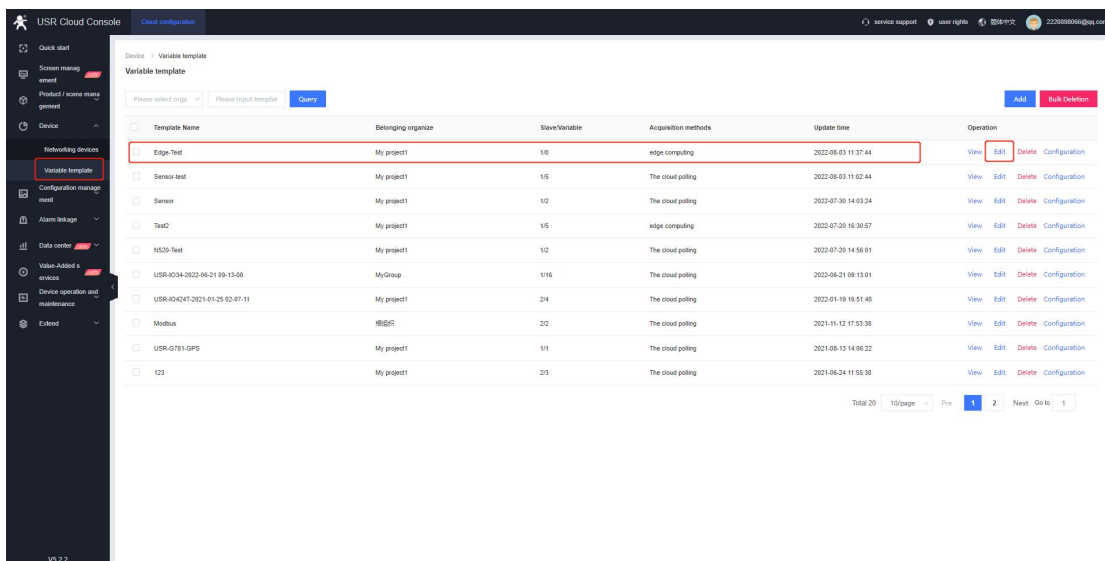 USR Cloud Console Cloud configuration service support user rights 简体中文 2220898066@qq.com
Quick start
Screen manag
ement
Product / scene mana
gement
Device
Networking devices
Variable template
Configuration manage
ment
Alarm linkage
Data center
Value-Added s
ervices
Device operation and
maintenance
Extend
V5.2.2
Device > Variable template
Variable template
Please select orga Please input templat Query Add Bulk Deletion
Template Name Belonging organize Slave/Variable Acquisition methods Update time Operation
Edge-Test My project1 1/0 edge computing 2022-08-03 11:37:44 View Edit Delete Configuration
Sensor-test My project1 1/5 The cloud polling 2022-08-03 11:02:44 View Edit Delete Configuration
Sensor My project1 1/2 The cloud polling 2022-07-30 14:03:24 View Edit Delete Configuration
Test2 My project1 1/5 edge computing 2022-07-20 16:30:57 View Edit Delete Configuration
N520-Test My project1 1/2 The cloud polling 2022-07-20 14:56:01 View Edit Delete Configuration
USR-IO34-2022-06-21 09-13-00 MyGroup 1/16 The cloud polling 2022-06-21 09:13:01 View Edit Delete Configuration
USR-IO424T-2021-01-25 02-07-11 My project1 2/4 The cloud polling 2022-01-19 16:51:48 View Edit Delete Configuration
Modbus 根组织 2/2 The cloud polling 2021-11-12 17:53:38 View Edit Delete Configuration
USR-G781-GPS My project1 1/1 The cloud polling 2021-08-13 14:06:22 View Edit Delete Configuration
123 My project1 2/3 The cloud polling 2021-06-24 11:55:38 View Edit Delete Configuration
Total 20 10/page Pre 1 2 Next Go to 1